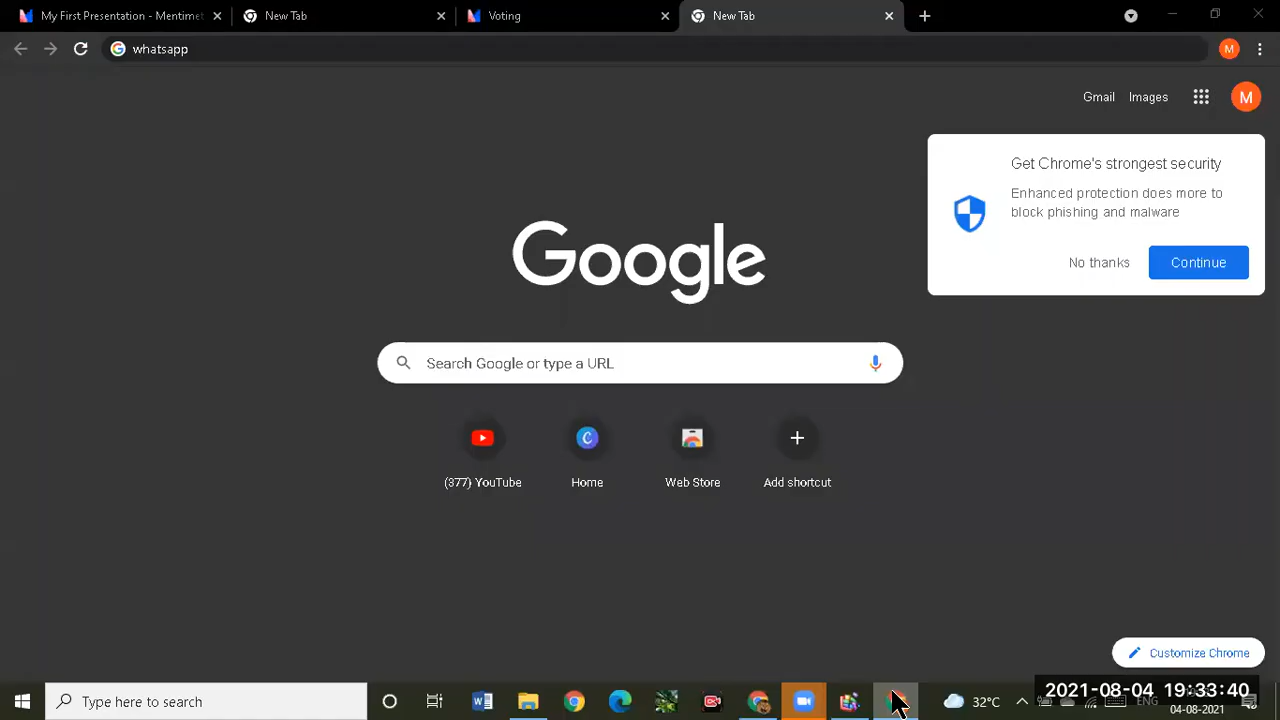 My First Presentation - Mentimet
New Tab
Voting
New Tab
whatsapp
M
Gmail
Images
M
Get Chrome's strongest security
Enhanced protection does more to
block phishing and malware
No thanks
Continue
Google
Search Google or type a URL
(377) YouTube
Home
Web Store
Add shortcut
Customize Chrome
Type here to search
32°C
ENG
2021-08-04 19:33:40
04-08-2021